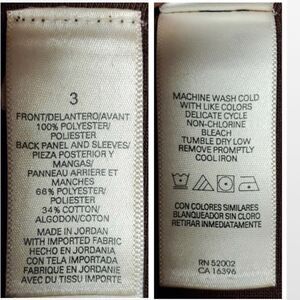 3
FRONT/DELANTERO/AVANT
100% POLYESTER/
POLIESTER
BACK PANEL AND SLEEVES/
PIEZA POSTERIOR Y
MANGAS/
PANNEAU ARRIERE ET
MANCHES
66% POLYESTER/
POLIESTER
34% COTTON/
ALGODON/COTON
MADE IN JORDAN
WITH IMPORTED FABRIC
HECHO EN JORDANIA
CON TELA IMPORTADA
FABRIQUE EN JORDANIE
AVEC DU TISSU IMPORTE
MACHINE WASH COLD
WITH LIKE COLORS
DELICATE CYCLE
NON-CHLORINE
BLEACH
TUMBLE DRY LOW
REMOVE PROMPTLY
COOL IRON
CON COLORES SIMILARES
BLANQUEADOR SIN CLORO
RETIRAR INMEDIATAMENTE
RN 52002
CA 16396